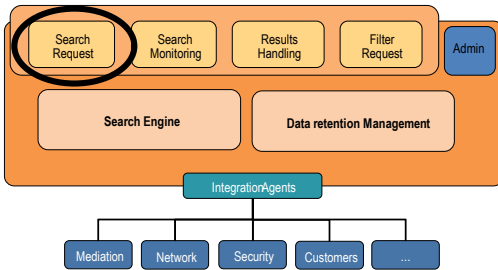 Search
Request
Search
Monitoring
Results
Handling
Filter
Request
Admin
Search Engine
Data retention Management
IntegrationAgents
Mediation
Network
Security
Customers
...